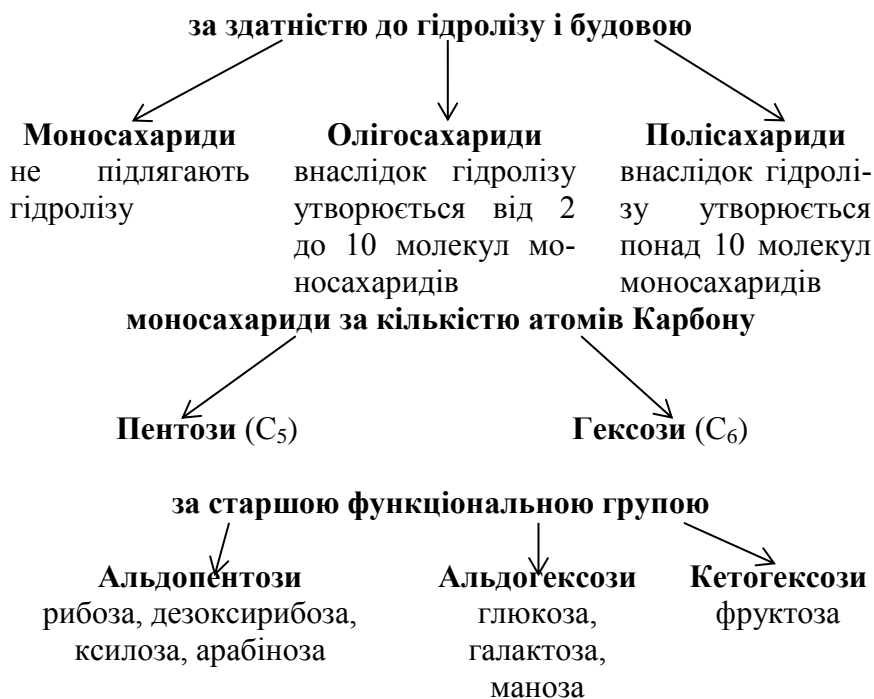 за здатністю до гідролізу і будовою
Моносахариди
не підлягають
гідролізу
Олігосахариди
внаслідок гідролізу
утворюється від 2
до 10 молекул мо-
носахаридів
Полісахариди
внаслідок гідролі-
зу утворюється
понад 10 молекул
моносахаридів
моносахариди за кількістю атомів Карбону
Пентози (C₅)
Гексози (C₆)
за старшою функціональною групою
Альдопентози
рибоза, дезоксирибоза,
ксилоза, арабіноза
Альдогексози
глюкоза,
галактоза,
маноза
Кетогексози
фруктоза